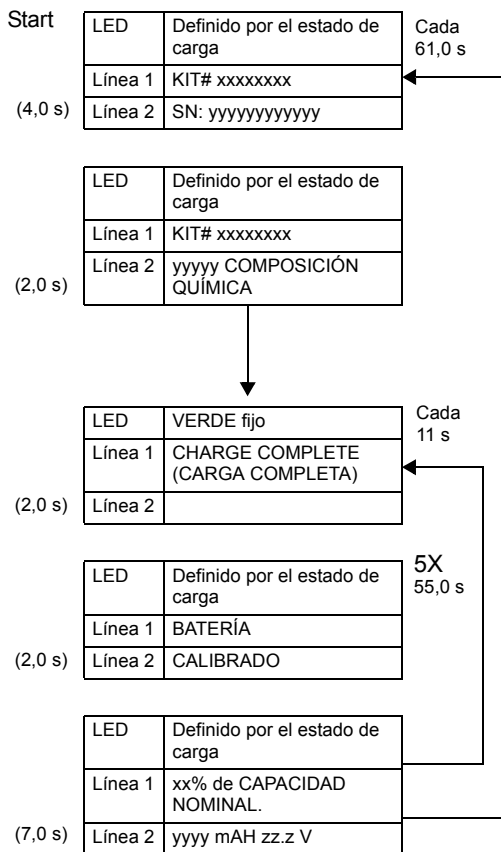 Start
LED Definido por el estado de
carga
Cada
61,0 s
Línea 1 KIT# xxxxxxxx
(4,0 s) Línea 2 SN: yyyyyyyyyyyy
LED Definido por el estado de
carga
Línea 1 KIT# xxxxxxxx
Línea 2 yyyyy COMPOSICIÓN
QUÍMICA
(2,0 s)
LED VERDE fijo
Cada
11 s
Línea 1 CHARGE COMPLETE
(CARGA COMPLETA)
(2,0 s) Línea 2
5X
55,0 s
LED Definido por el estado de
carga
Línea 1 BATERÍA
(2,0 s) Línea 2 CALIBRADO
LED Definido por el estado de
carga
Línea 1 xx% de CAPACIDAD
NOMINAL.
(7,0 s) Línea 2 yyyy mAH zz.z V